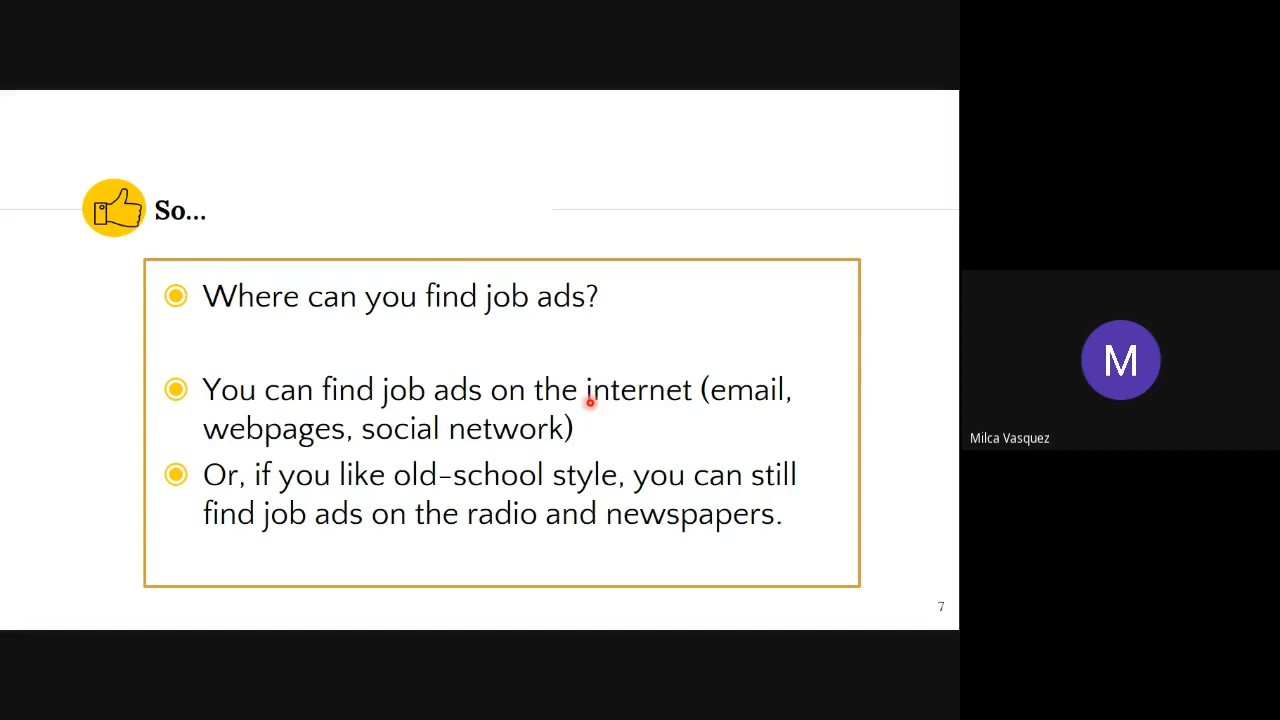 So...
Where can you find job ads?
You can find job ads on the internet (email,
webpages, social network)
Or, if you like old-school style, you can still
find job ads on the radio and newspapers.
7
M
Milca Vasquez